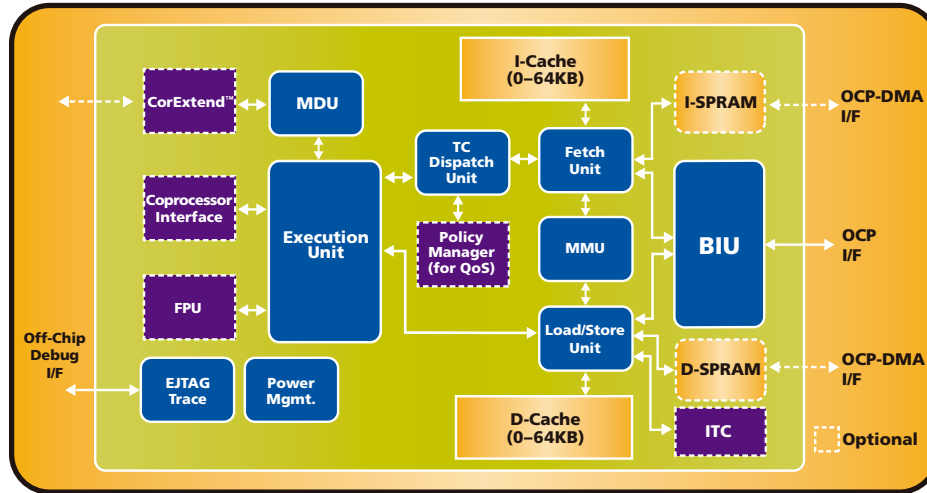 I-Cache
(0–64KB)
CorExtend™
MDU
I-SPRAM
OCP-DMA
I/F
TC
Dispatch
Unit
Fetch
Unit
Coprocessor
Interface
Execution
Unit
Policy
Manager
(for QoS)
MMU
BIU
OCP
I/F
FPU
Load/Store
Unit
Off-Chip
Debug
I/F
EJTAG
Trace
Power
Mgmt.
D-SPRAM
OCP-DMA
I/F
D-Cache
(0–64KB)
ITC
Optional